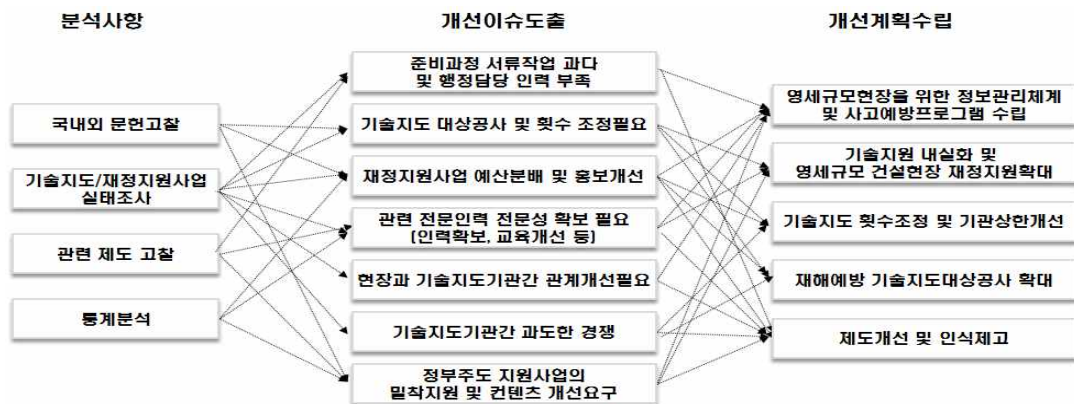 분석사항
개선이슈도출
개선계획수립
국내외 문헌고찰
기술지도/재정지원사업
실태조사
관련 제도 고찰
통계분석
준비과정 서류작업 과다
및 행정담당 인력 부족
기술지도 대상공사 및 횟수 조정필요
재정지원사업 예산분배 및 홍보개선
관련 전문인력 전문성 확보 필요
(인력확보, 교육개선 등)
현장과 기술지도기관간 관계개선필요
기술지도기관간 과도한 경쟁
정부주도 지원사업의
밀착지원 및 컨텐츠 개선요구
영세규모현장을 위한 정보관리체계
및 사고예방프로그램 수립
기술지원 내실화 및
영세규모 건설현장 재정지원확대
기술지도 횟수조정 및 기관상한개선
재해예방 기술지도대상공사 확대
제도개선 및 인식제고